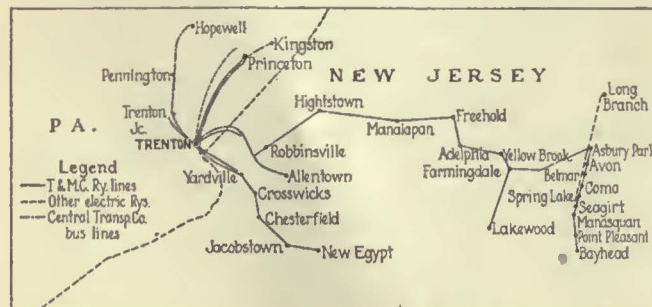 Hopewell
Kingston
Princeton
Pennington
NEW JERSEY
Long
Branch
Trenton
Jc.
P A.
TRENTON
Hightstown
Manalapan
Freehold
Robbinsville
Adelphia
Yellow Brook
Asbury Park
Avon
Farmingdale
Belmar
Legend
T & M.C. Ry. lines
Other electric Rys.
Central Transp. Co.
bus lines
Yardville
Allentown
Crosswicks
Spring Lake
Coma
Seagirt
Chesterfield
Lakewood
Manasquan
Point Pleasant
Bayhead
Jacobstown
New Egypt